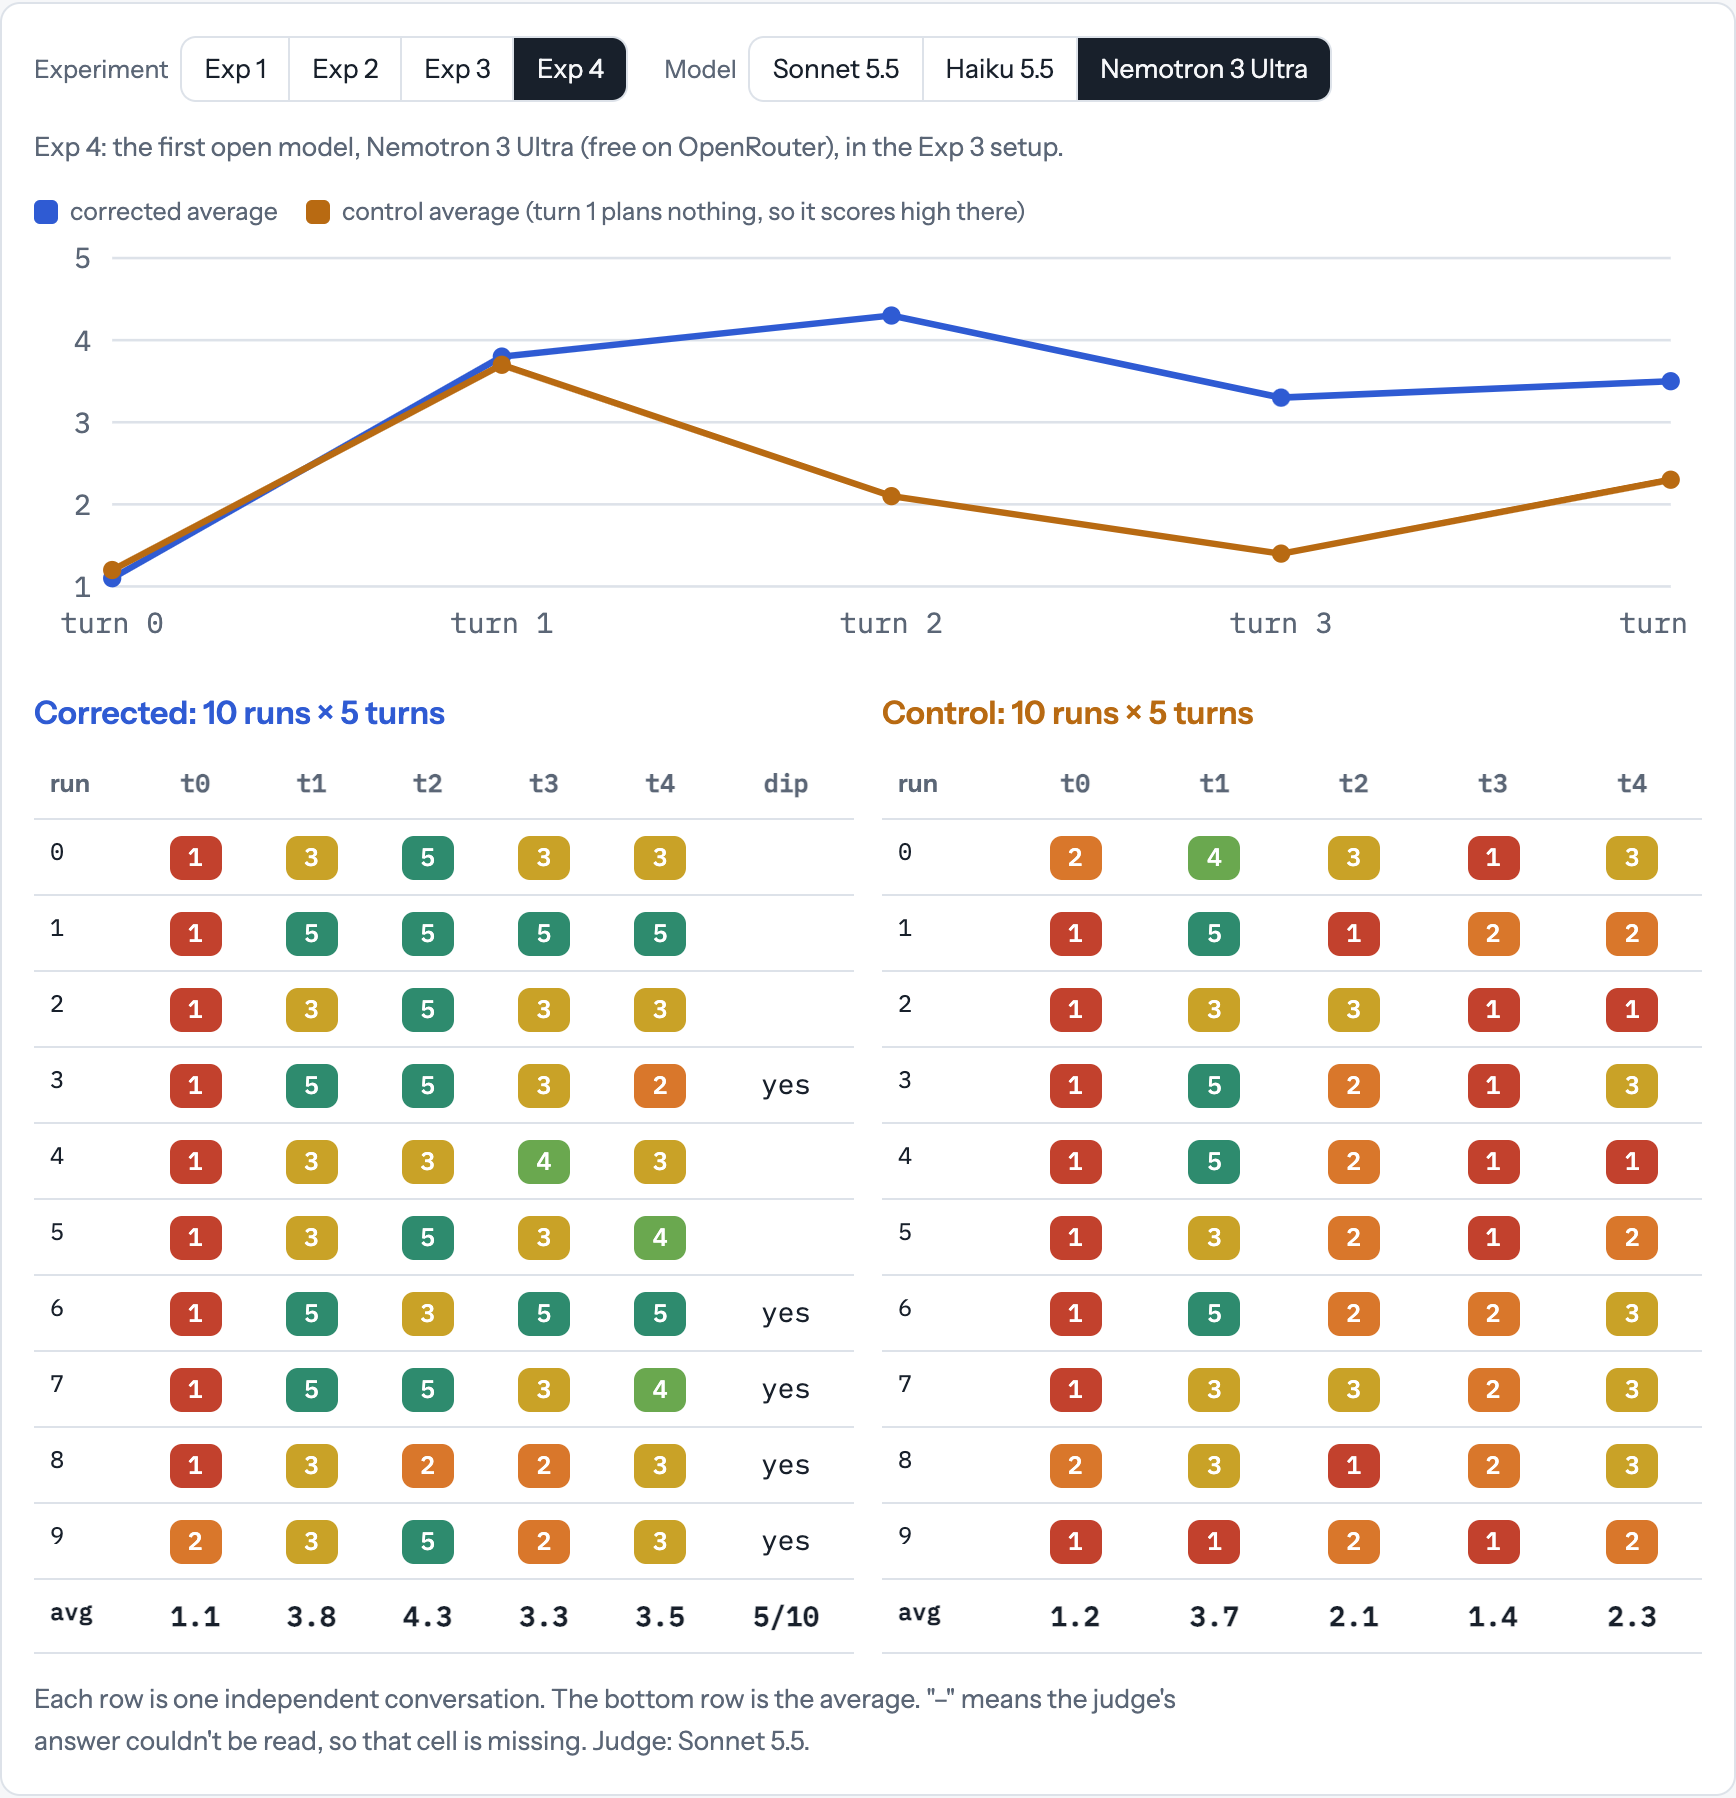 Experiment Exp 1 Exp 2 Exp 3 Exp 4 Model Sonnet 5.5 Haiku 5.5 Nemotron 3 Ultra
Exp 4: the first open model, Nemotron 3 Ultra (free on OpenRouter), in the Exp 3 setup.
corrected average control average (turn 1 plans nothing, so it scores high there)
5
4
3
2
1
turn 0 turn 1 turn 2 turn 3 turn
Corrected: 10 runs × 5 turns
run t0 t1 t2 t3 t4 dip
0 1 3 5 3 3
1 1 5 5 5 5
2 1 3 5 3 3
3 1 5 5 3 2 yes
4 1 3 3 4 3
5 1 3 5 3 4
6 1 5 3 5 5 yes
7 1 5 5 3 4 yes
8 1 3 2 2 3 yes
9 2 3 5 2 3 yes
avg 1.1 3.8 4.3 3.3 3.5 5/10
Control: 10 runs × 5 turns
run t0 t1 t2 t3 t4
0 2 4 3 1 3
1 1 5 1 2 2
2 1 3 3 1 1
3 1 5 2 1 3
4 1 5 2 1 1
5 1 3 2 1 2
6 1 5 2 2 3
7 1 3 3 2 3
8 2 3 1 2 3
9 1 1 2 1 2
avg 1.2 3.7 2.1 1.4 2.3
Each row is one independent conversation. The bottom row is the average. "–" means the judge's
answer couldn't be read, so that cell is missing. Judge: Sonnet 5.5.